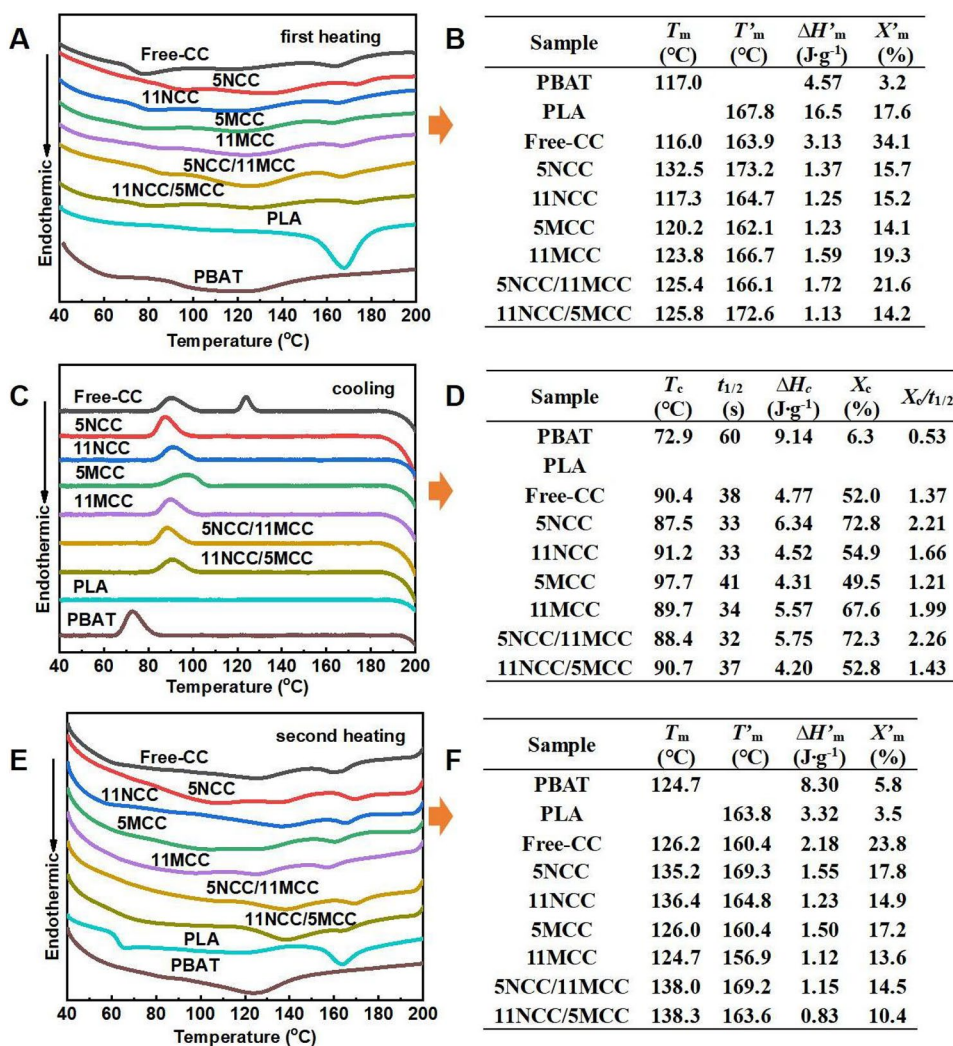 A
first heating
Free-CC
5NCC
11NCC
5MCC
11MCC
5NCC/11MCC
11NCC/5MCC
PLA
PBAT
Endothermic
40 60 80 100 120 140 160 180 200
Temperature (°C)
B
Sample Tm (°C) T'm (°C) ΔH'm (J·g-1) X'm (%)
PBAT 117.0 4.57 3.2
PLA 167.8 16.5 17.6
Free-CC 116.0 163.9 3.13 34.1
5NCC 132.5 173.2 1.37 15.7
11NCC 117.3 164.7 1.25 15.2
5MCC 120.2 162.1 1.23 14.1
11MCC 123.8 166.7 1.59 19.3
5NCC/11MCC 125.4 166.1 1.72 21.6
11NCC/5MCC 125.8 172.6 1.13 14.2
C
cooling
Free-CC
5NCC
11NCC
5MCC
11MCC
5NCC/11MCC
11NCC/5MCC
PLA
PBAT
Endothermic
40 60 80 100 120 140 160 180 200
Temperature (°C)
D
Sample Tc (°C) t1/2 (s) ΔHc (J·g-1) Xc (%) Xc/t1/2
PBAT 72.9 60 9.14 6.3 0.53
PLA
Free-CC 90.4 38 4.77 52.0 1.37
5NCC 87.5 33 6.34 72.8 2.21
11NCC 91.2 33 4.52 54.9 1.66
5MCC 97.7 41 4.31 49.5 1.21
11MCC 89.7 34 5.57 67.6 1.99
5NCC/11MCC 88.4 32 5.75 72.3 2.26
11NCC/5MCC 90.7 37 4.20 52.8 1.43
E
second heating
Free-CC
5NCC
11NCC
5MCC
11MCC
5NCC/11MCC
11NCC/5MCC
PLA
PBAT
Endothermic
40 60 80 100 120 140 160 180 200
Temperature (°C)
F
Sample Tm (°C) T'm (°C) ΔH'm (J·g-1) X'm (%)
PBAT 124.7 8.30 5.8
PLA 163.8 3.32 3.5
Free-CC 126.2 160.4 2.18 23.8
5NCC 135.2 169.3 1.55 17.8
11NCC 136.4 164.8 1.23 14.9
5MCC 126.0 160.4 1.50 17.2
11MCC 124.7 156.9 1.12 13.6
5NCC/11MCC 138.0 169.2 1.15 14.5
11NCC/5MCC 138.3 163.6 0.83 10.4